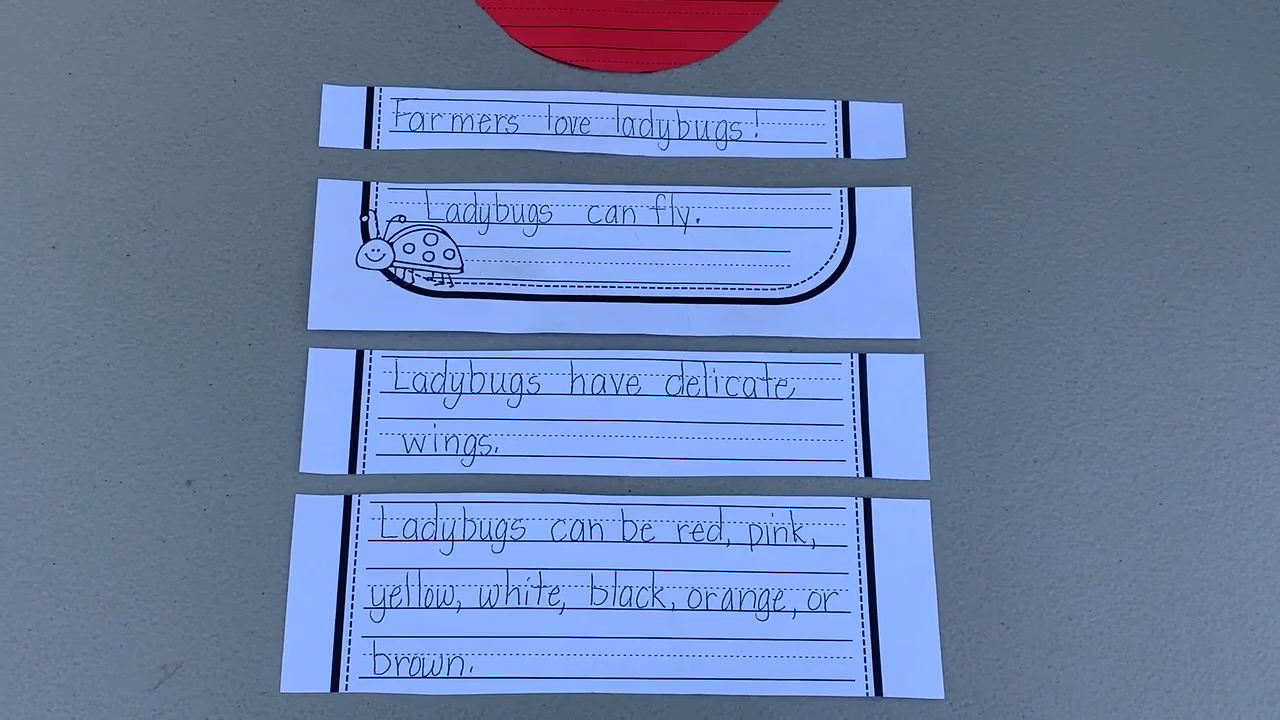 Farmers love ladybugs!
Ladybugs can fly.
Ladybugs have delicate
wings.
Ladybugs can be red, pink,
yellow, white, black, orange, or
brown.